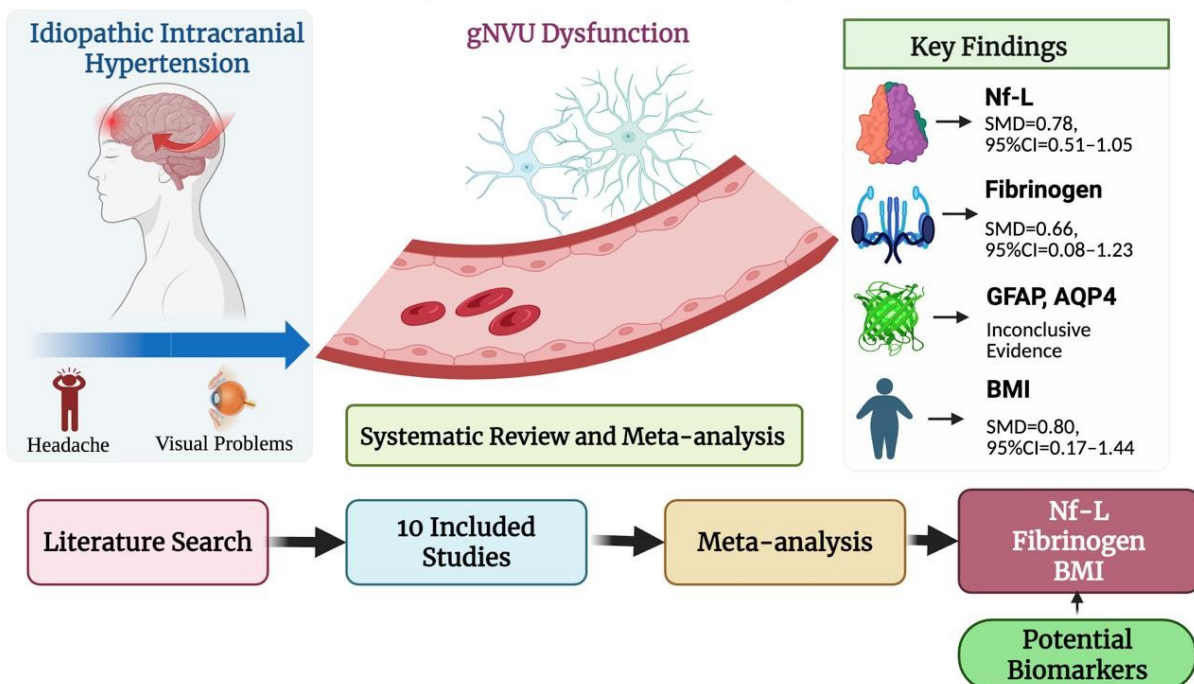 Idiopathic Intracranial
Hypertension
Headache
Visual Problems
gNVU Dysfunction
Systematic Review and Meta-analysis
Key Findings
Nf-L
SMD=0.78,
95%CI=0.51–1.05
Fibrinogen
SMD=0.66,
95%CI=0.08–1.23
GFAP, AQP4
Inconclusive
Evidence
BMI
SMD=0.80,
95%CI=0.17–1.44
Literature Search
10 Included
Studies
Meta-analysis
Nf-L
Fibrinogen
BMI
Potential
Biomarkers